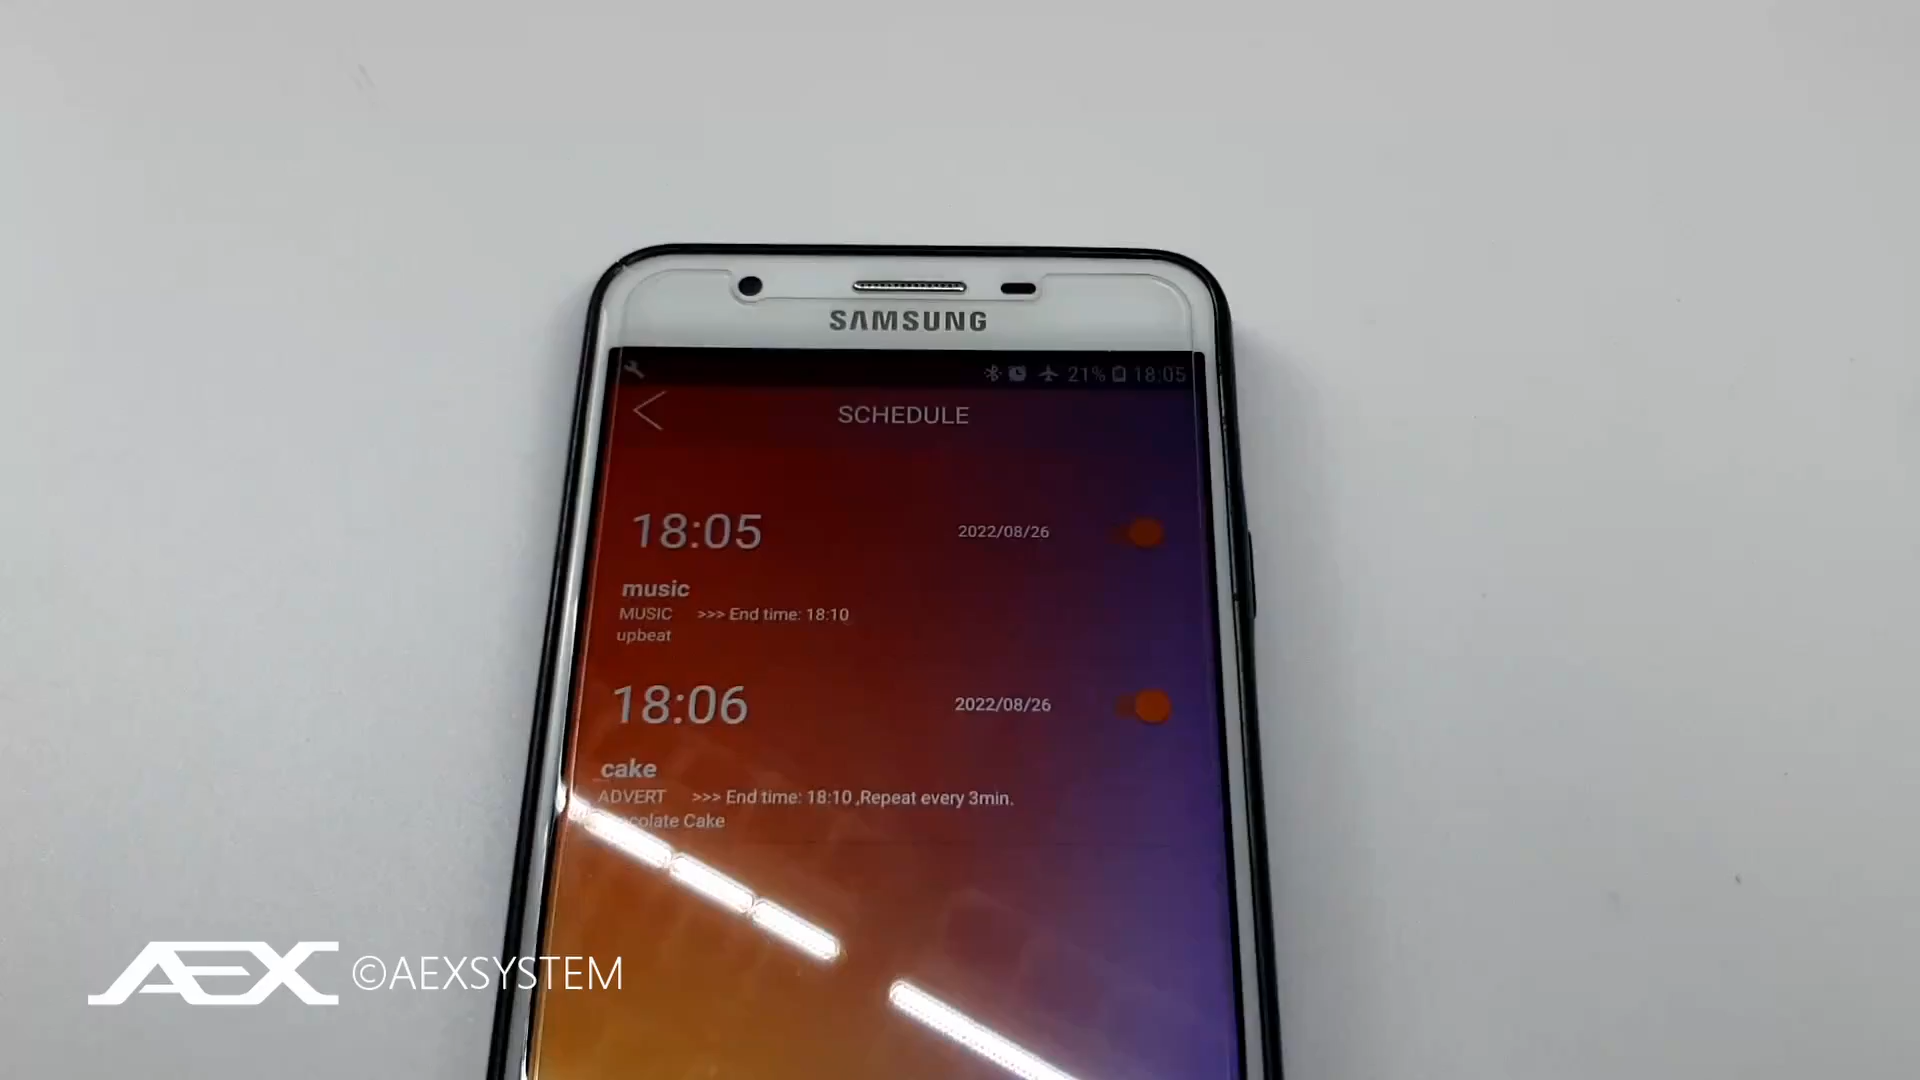 SAMSUNG
21% 18:05
SCHEDULE
18:05 2022/08/26
music
MUSIC >>> End time: 18:10
upbeat
18:06 2022/08/26
cake
ADVERT >>> End time: 18:10 ,Repeat every 3min.
Cake
AEX ©AEXSYSTEM